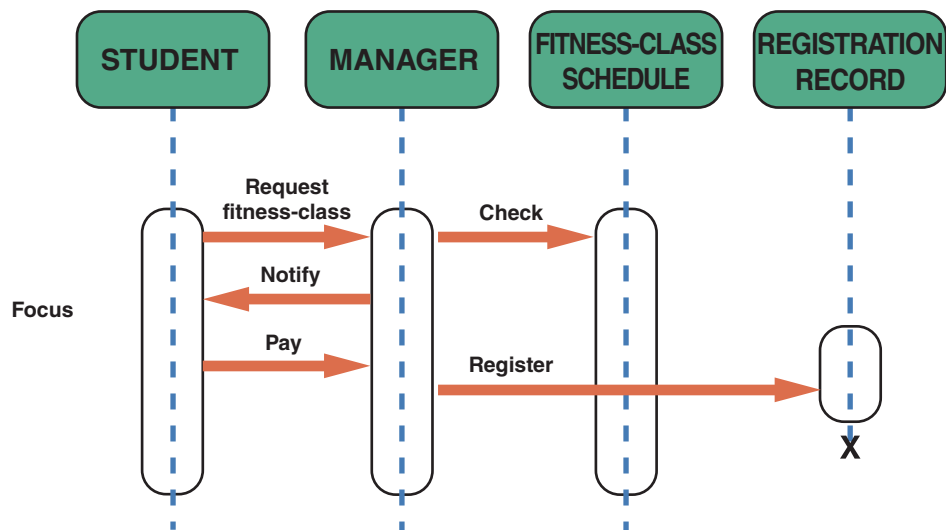 STUDENT
MANAGER
FITNESS-CLASS
SCHEDULE
REGISTRATION
RECORD
Request
fitness-class
Check
Notify
Focus
Pay
Register
X